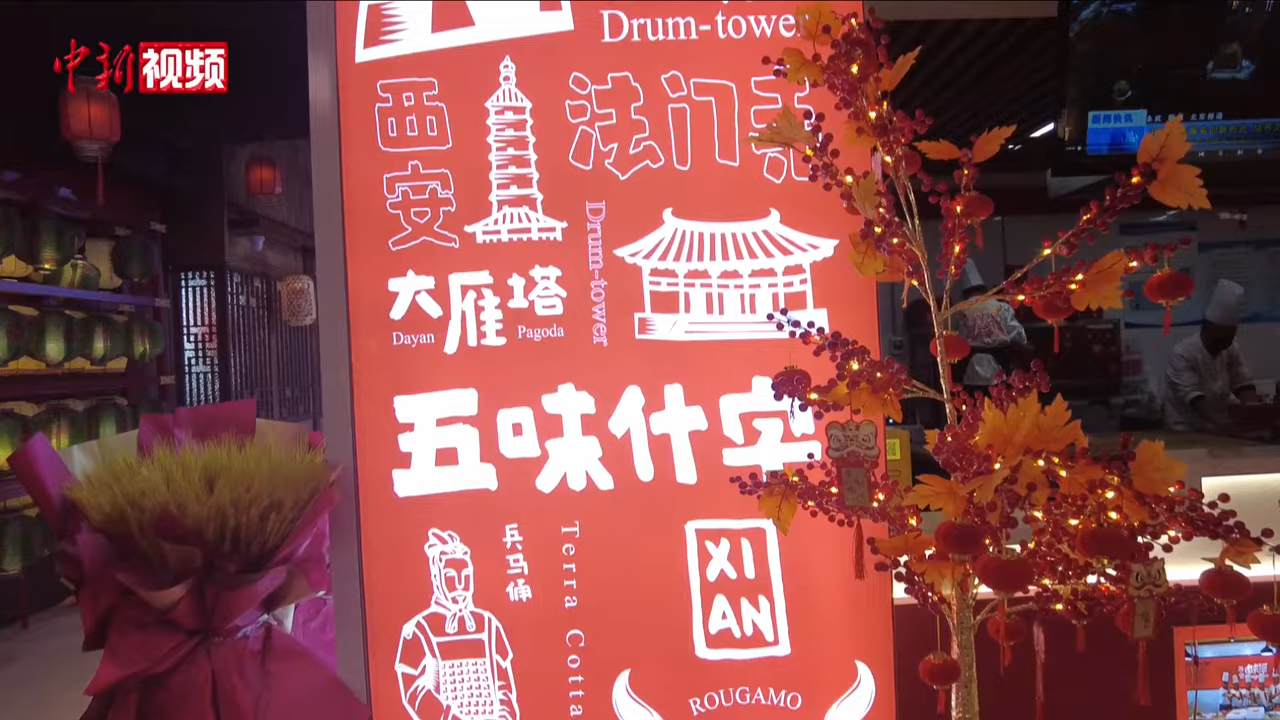 中新视频
Drum-tower
西安
法门寺
Drum-tower
大雁塔
Dayan
Pagoda
五味什字
兵马俑
Terra Cotta
XI
AN
ROUGAMO